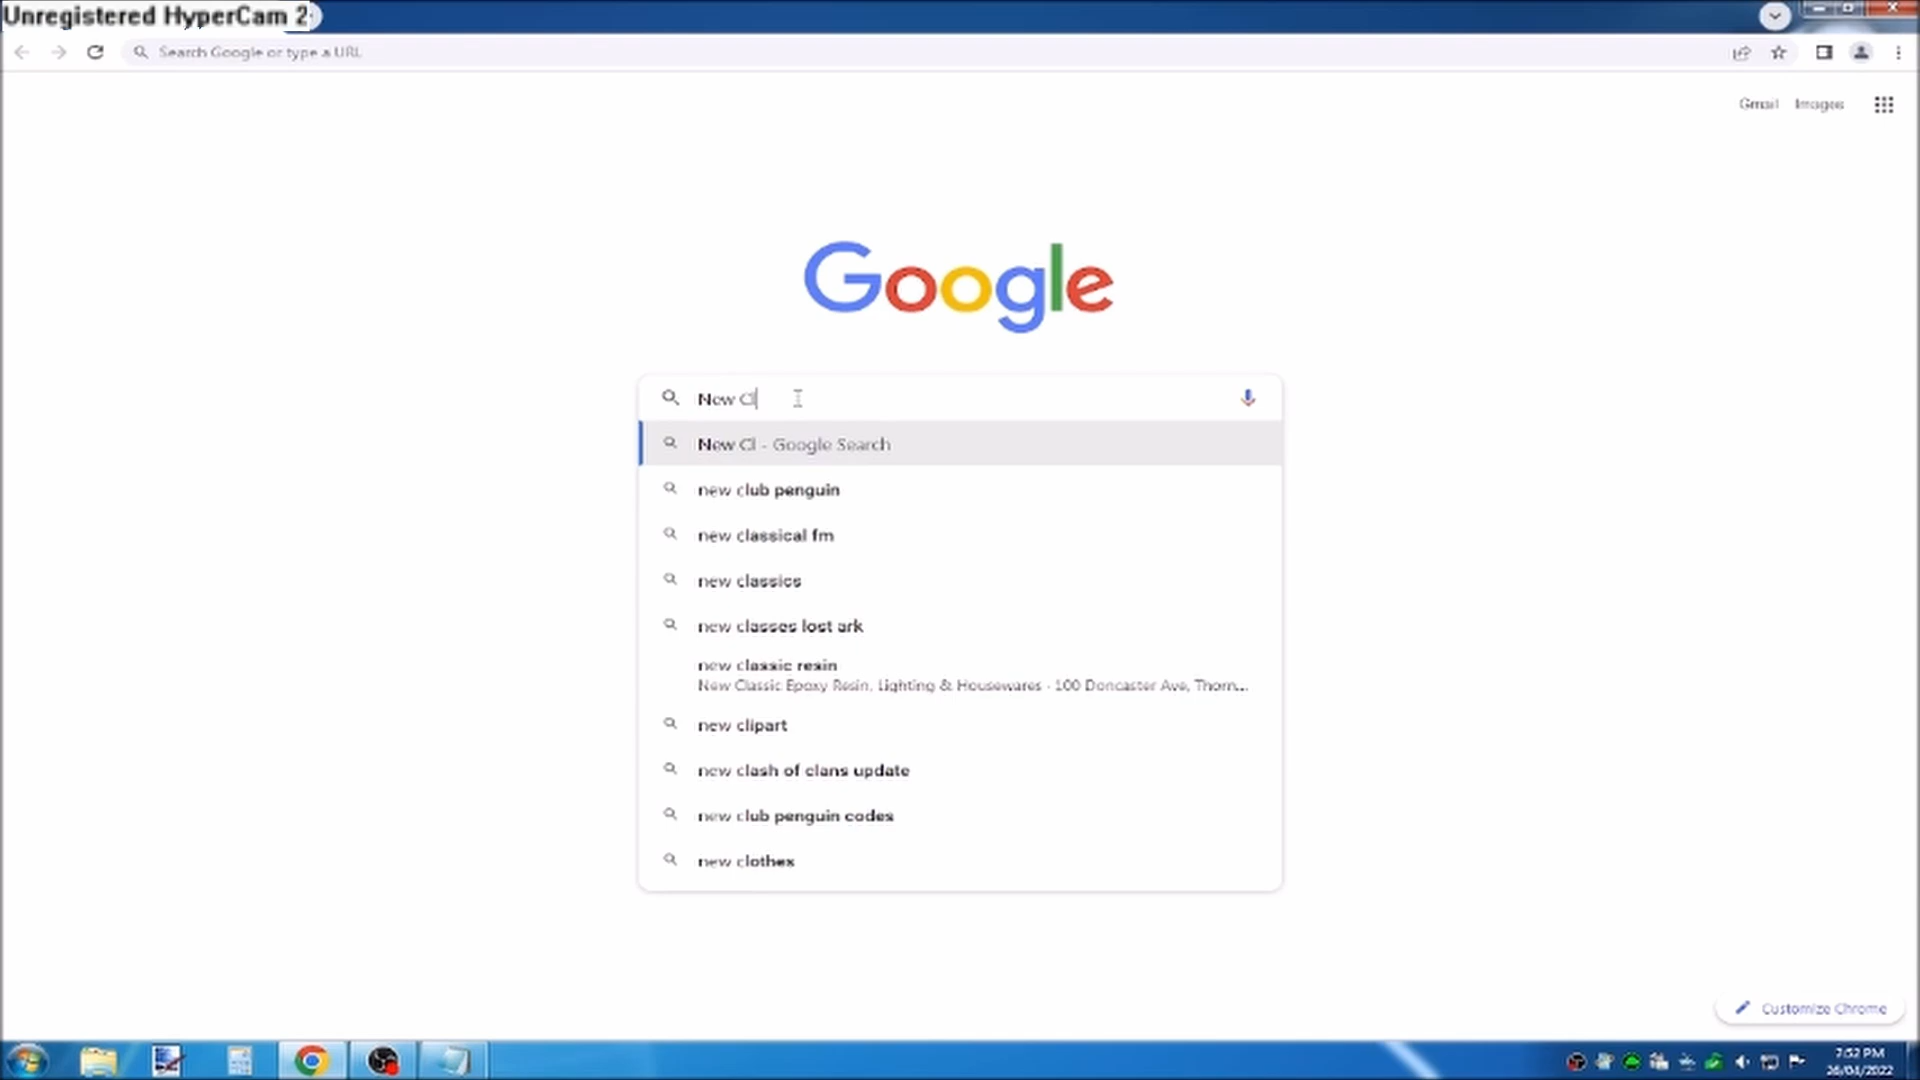 Unregistered HyperCam 2
Search Google or type a URL
Gmail Images
Google
New Cl
New Cl - Google Search
new club penguin
new classical fm
new classics
new classes lost ark
new classic resin
New Classic Epoxy Resin, Lighting & Housewares · 100 Doncaster Ave, Thorn...
new clipart
new clash of clans update
new club penguin codes
new clothes
Customize Chrome
7:52 PM